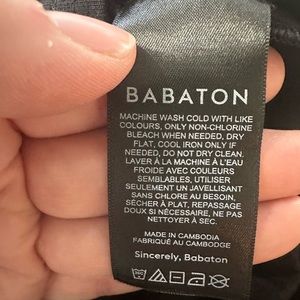 BABATON
MACHINE WASH COLD WITH LIKE
COLOURS, ONLY NON-CHLORINE
BLEACH WHEN NEEDED, DRY
FLAT, COOL IRON ONLY IF
NEEDED, DO NOT DRY CLEAN.
LAVER À LA MACHINE À L'EAU
FROIDE AVEC COULEURS
SEMBLABLES, UTILISER
SEULEMENT UN JAVELLISANT
SANS CHLORE AU BESOIN,
SÉCHER À PLAT, REPASSAGE
DOUX SI NÉCESSAIRE, NE PAS
NETTOYER À SEC.
MADE IN CAMBODIA
FABRIQUÉ AU CAMBODGE
Sincerely, Babaton